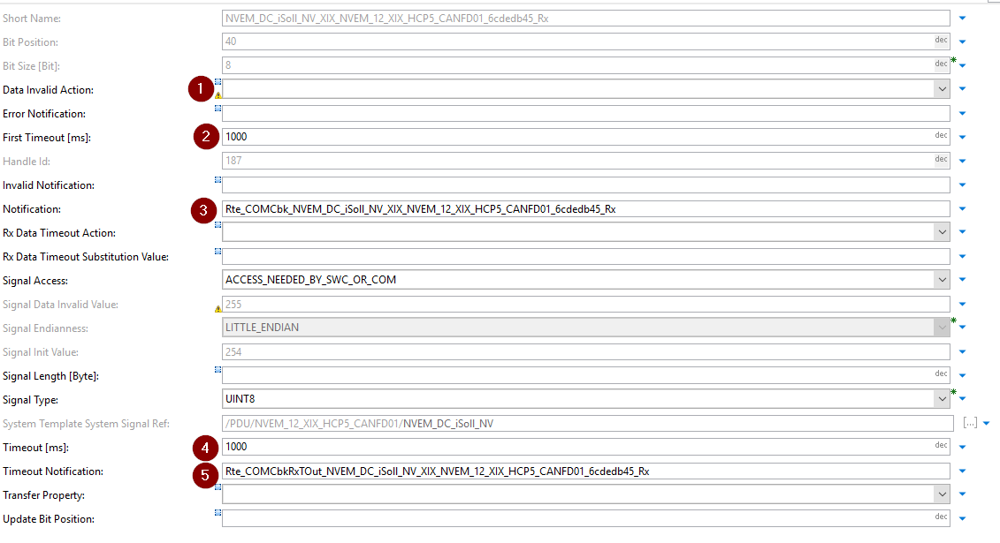 Short Name: NVEM_DC_iSoll_NV_XIX_NVEM_12_XIX_HCP5_CANFD01_6cdedb45_Rx
Bit Position: 40 dec
Bit Size [Bit]: 8 dec
Data Invalid Action: 1
Error Notification:
First Timeout [ms]: 2 1000 dec
Handle Id: 187 dec
Invalid Notification:
Notification: 3 Rte_COMCbk_NVEM_DC_iSoll_NV_XIX_NVEM_12_XIX_HCP5_CANFD01_6cdedb45_Rx
Rx Data Timeout Action:
Rx Data Timeout Substitution Value:
Signal Access: ACCESS_NEEDED_BY_SWC_OR_COM
Signal Data Invalid Value: 255
Signal Endianness: LITTLE_ENDIAN
Signal Init Value: 254
Signal Length [Byte]: dec
Signal Type: UINT8
System Template System Signal Ref: /PDU/NVEM_12_XIX_HCP5_CANFD01/NVEM_DC_iSoll_NV [...]
Timeout [ms]: 4 1000 dec
Timeout Notification: 5 Rte_COMCbkRxTOut_NVEM_DC_iSoll_NV_XIX_NVEM_12_XIX_HCP5_CANFD01_6cdedb45_Rx
Transfer Property:
Update Bit Position: dec